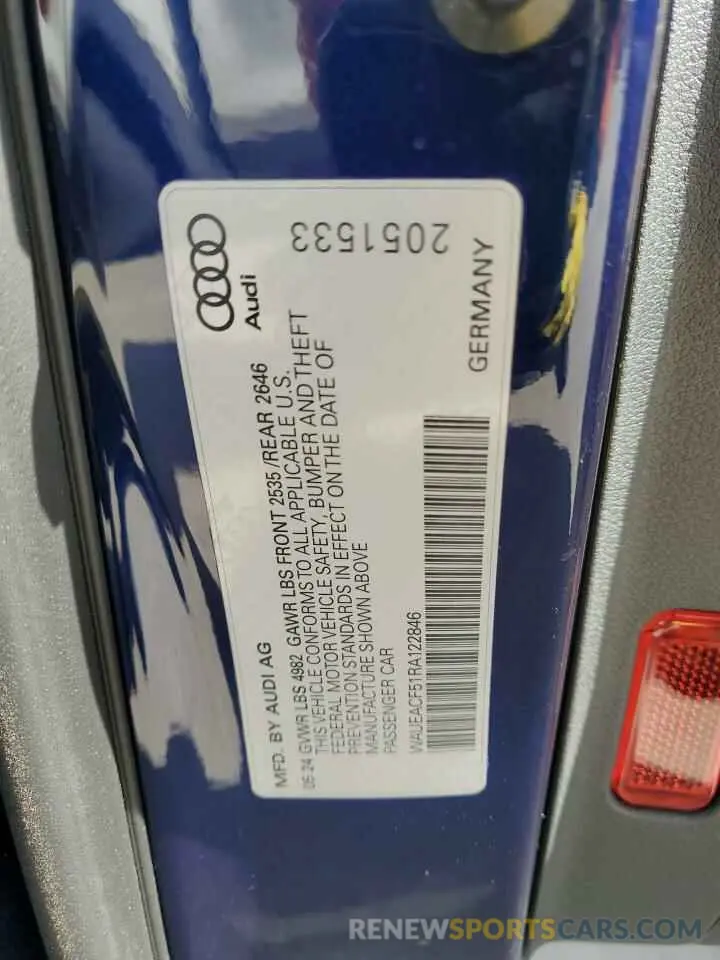 Audi
2051533
MFD. BY AUDI AG
06-24 GVWR LBS 4982 GAWR LBS FRONT 2535 /REAR 2646
THIS VEHICLE CONFORMS TO ALL APPLICABLE U.S.
FEDERAL MOTOR VEHICLE SAFETY, BUMPER AND THEFT
PREVENTION STANDARDS IN EFFECT ON THE DATE OF
MANUFACTURE SHOWN ABOVE
PASSENGER CAR
WAUEACF51RA122846
GERMANY
RENEWSPORTSCARS.COM